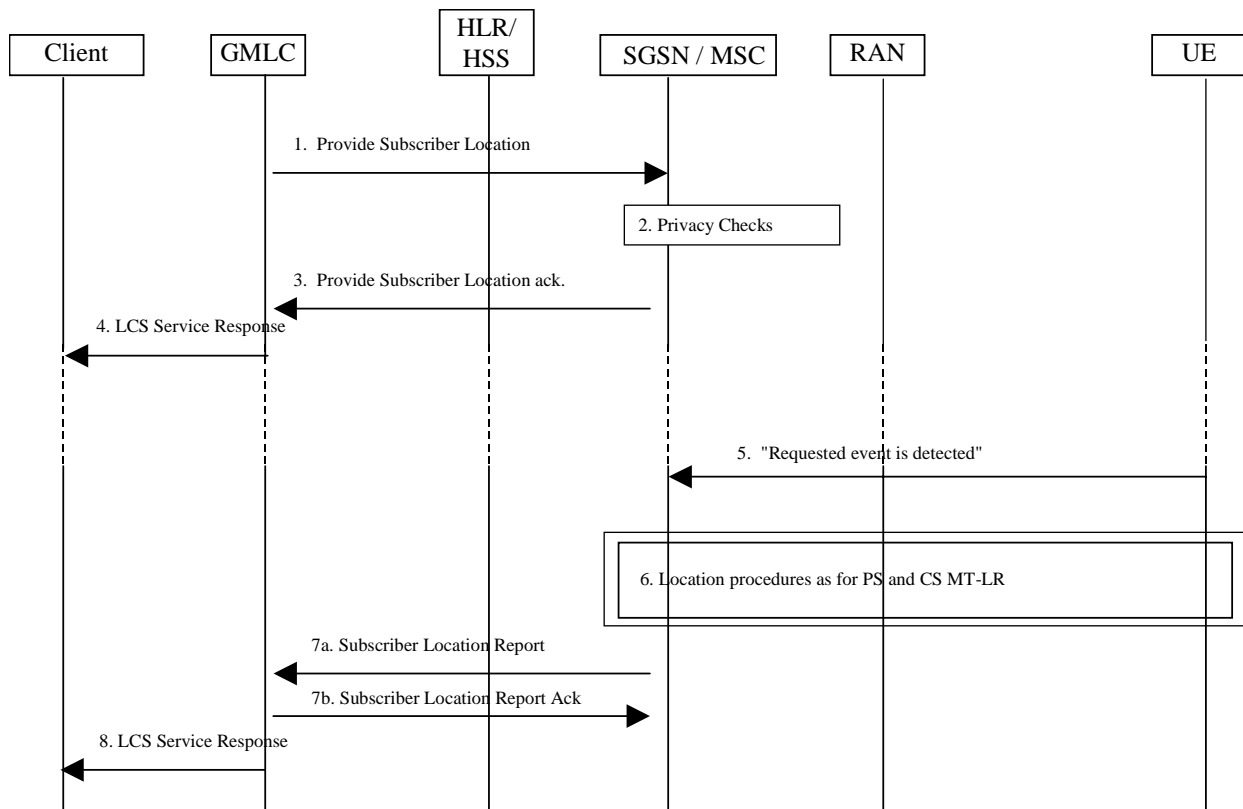 Client
GMLC
HLR/
HSS
SGSN / MSC
RAN
UE
1. Provide Subscriber Location
2. Privacy Checks
3. Provide Subscriber Location ack.
4. LCS Service Response
5. "Requested event is detected"
6. Location procedures as for PS and CS MT-LR
7a. Subscriber Location Report
7b. Subscriber Location Report Ack
8. LCS Service Response